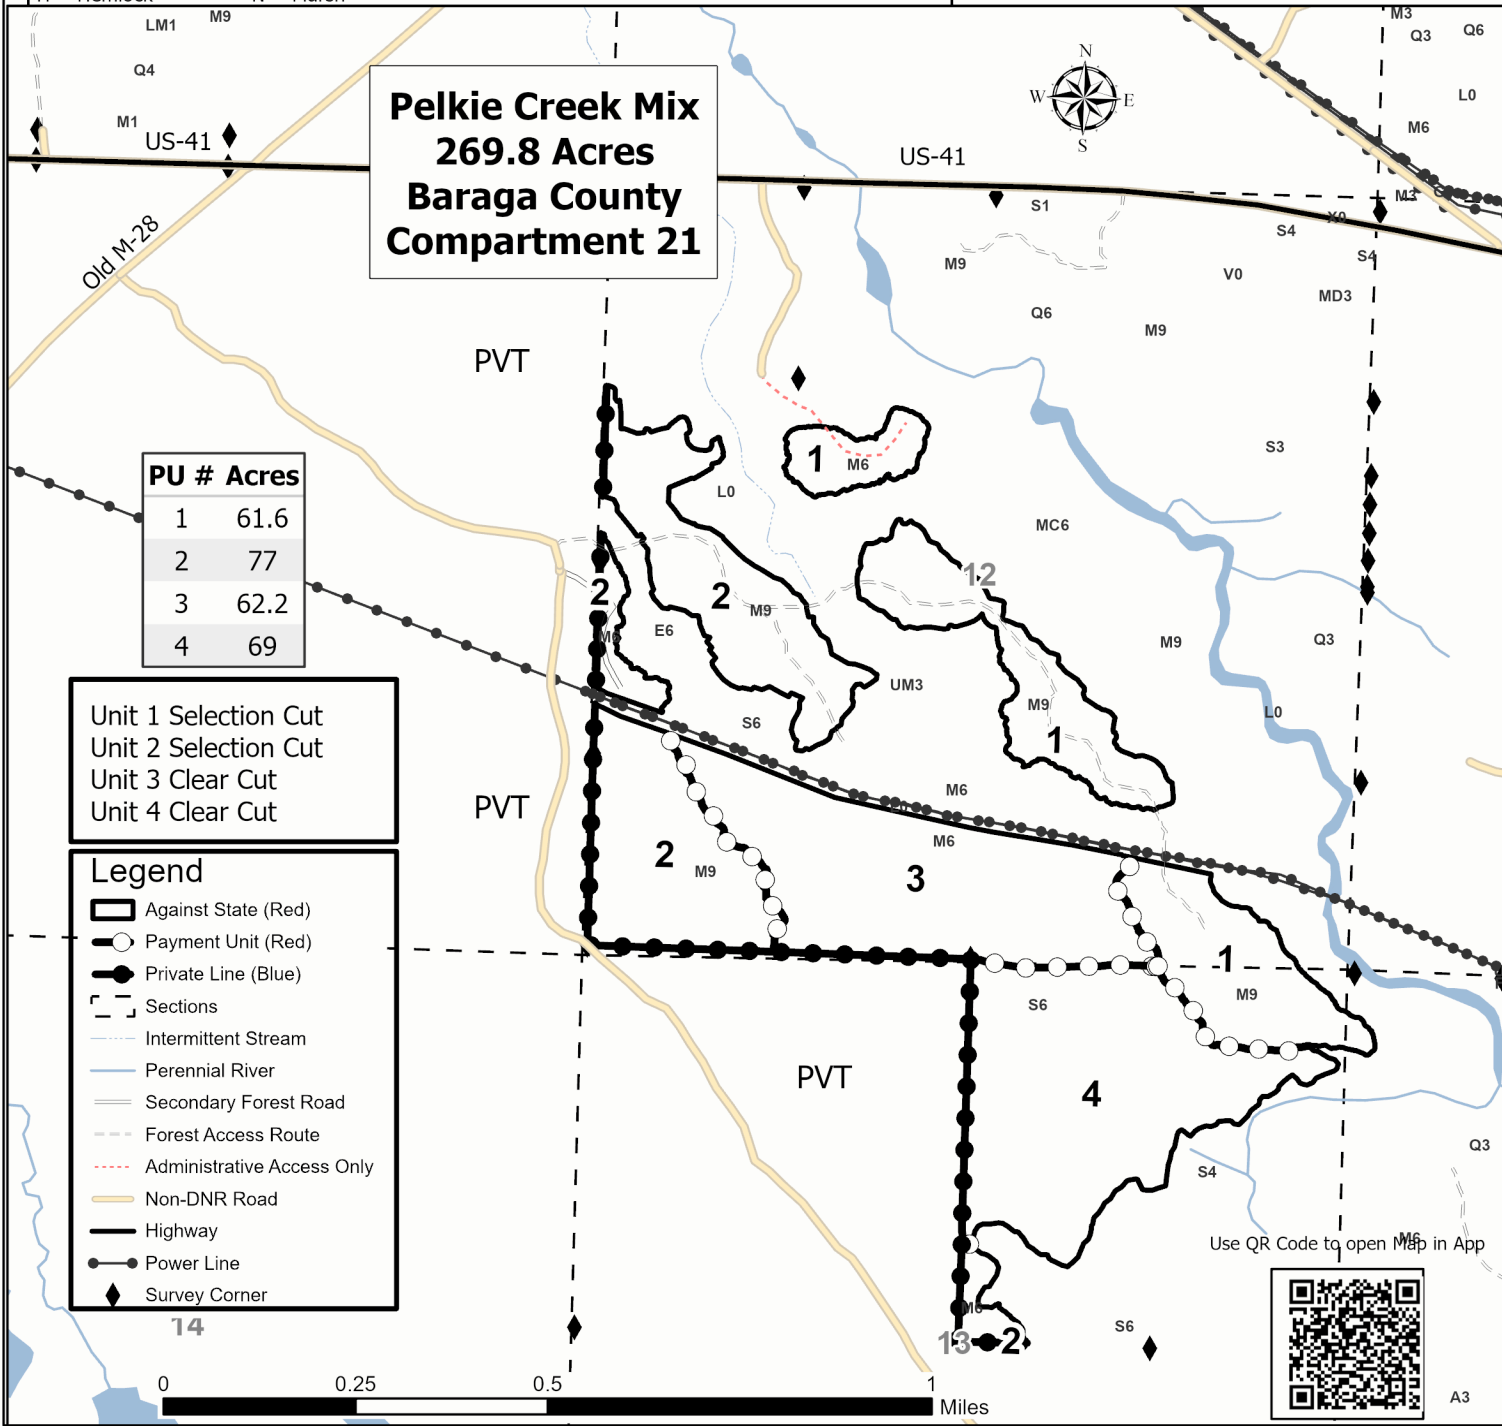 M9
LM1
Q4
M1
US-41
Old M-28
Pelkie Creek Mix
269.8 Acres
Baraga County
Compartment 21
N
W E
S
US-41
M3
Q3
Q6
L0
M6
M3
X0
S1
S4
S4
M9
V0
MD3
Q6
M9
PVT
PU # Acres
1 61.6
2 77
3 62.2
4 69
Unit 1 Selection Cut
Unit 2 Selection Cut
Unit 3 Clear Cut
Unit 4 Clear Cut
1
M6
L0
S3
MC6
12
2
2
M9
M6
E6
UM3
M9
Q3
M9
1
L0
S6
M6
PVT
M6
2
M9
3
1
M9
S6
PVT
4
Q3
S4
M6
M6
13
2
S6
A3
Legend
Against State (Red)
Payment Unit (Red)
Private Line (Blue)
Sections
Intermittent Stream
Perennial River
Secondary Forest Road
Forest Access Route
Administrative Access Only
Non-DNR Road
Highway
Power Line
Survey Corner
14
0 0.25 0.5 1
Miles
Use QR Code to open Map in App